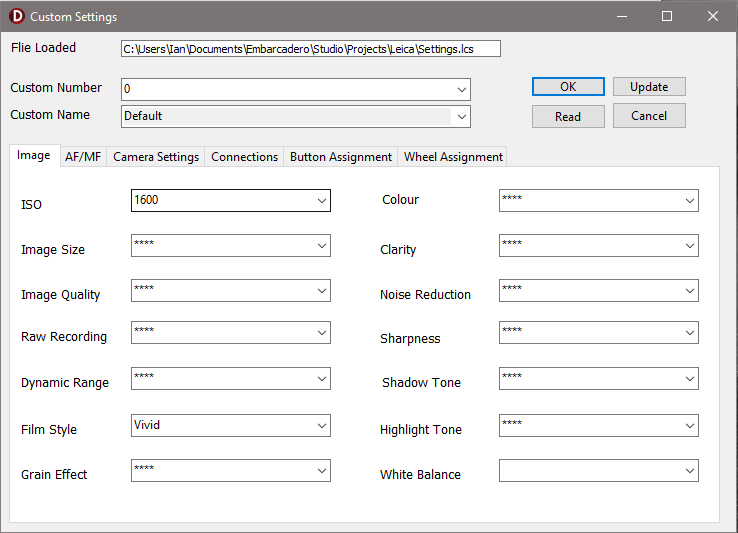 D Custom Settings
Flie Loaded C:\Users\Ian\Documents\Embarcadero\Studio\Projects\Leica\Settings.lcs
Custom Number 0 OK Update
Custom Name Default Read Cancel
Image AF/MF Camera Settings Connections Button Assignment Wheel Assignment
ISO 1600 Colour ****
Image Size **** Clarity ****
Image Quality **** Noise Reduction ****
Raw Recording **** Sharpness ****
Dynamic Range **** Shadow Tone ****
Film Style Vivid Highlight Tone ****
Grain Effect **** White Balance